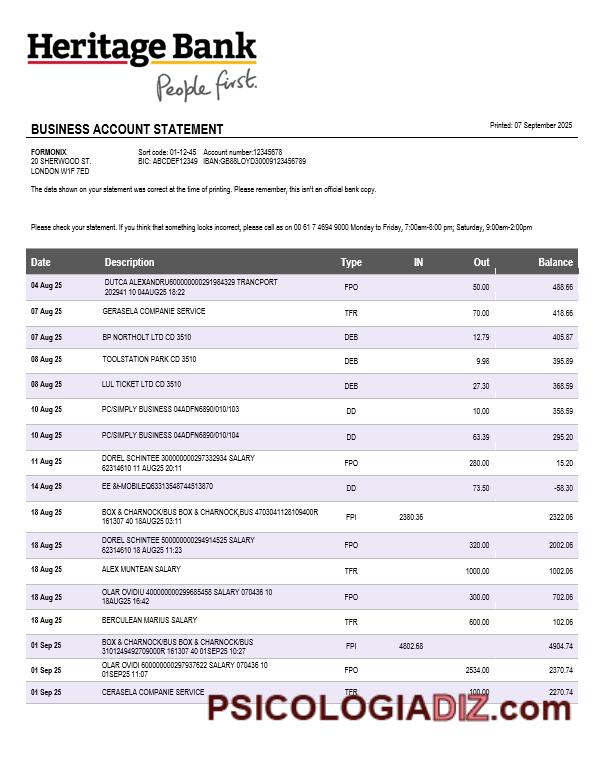 Heritage Bank
People first.
BUSINESS ACCOUNT STATEMENT
Printed: 07 September 2025
FORMONIX Sort code: 01-12-45 Account number:12345678
20 SHERWOOD ST. BIC: ABCDEF12349 IBAN:GB88LOYD30009123456789
LONDON W1F 7ED
The data shown on your statement was correct at the time of printing. Please remember, this isn't an official bank copy.
Please check your statement. If you think that something looks incorrect, please call as on 00 61 7 4694 9000 Monday to Friday, 7:00am-8:00 pm; Saturday, 9:00am-2:00pm
Date Description Type IN Out Balance
04 Aug 25 DUTCA ALEXANDRU600000000291984329 TRANCPORT FPO 50.00 488.66
202941 10 04AUG25 18:22
07 Aug 25 GERASELA COMPANIE SERVICE TFR 70.00 418.66
07 Aug 25 BP NORTHOLT LTD CD 3510 DEB 12.79 405.87
08 Aug 25 TOOLSTATION PARK CD 3510 DEB 9.98 395.89
08 Aug 25 LUL TICKET LTD CD 3510 DEB 27.30 368.59
10 Aug 25 PC/SIMPLY BUSINESS 04ADFN6890/010/103 DD 10.00 358.59
10 Aug 25 PC/SIMPLY BUSINESS 04ADFN6890/010/104 DD 63.39 295.20
11 Aug 25 DOREL SCHINTEE 300000000297332934 SALARY FPO 280.00 15.20
62314610 11 AUG25 20:11
14 Aug 25 EE &t-MOBILEQ63313548744513870 DD 73.50 -58.30
18 Aug 25 BOX & CHARNOCK/BUS BOX & CHARNOCK,BUS 4703041128109400R FPI 2380.36 2322.06
161307 40 18AUG25 03:11
18 Aug 25 DOREL SCHINTEE 500000000294914525 SALARY FPO 320.00 2002.06
62314610 18 AUG25 11:23
18 Aug 25 ALEX MUNTEAN SALARY TFR 1000.00 1002.06
18 Aug 25 OLAR OVIDIU 400000000299685458 SALARY 070436 10 FPO 300.00 702.06
18AUG25 16:42
18 Aug 25 BERCULEAN MARIUS SALARY TFR 600.00 102.06
01 Sep 25 BOX & CHARNOCK/BUS BOX & CHARNOCK/BUS FPI 4802.68 4904.74
3101249492709000R 161307 40 01SEP25 10:27
01 Sep 25 OLAR OVIDI 600000000297937622 SALARY 070436 10 FPO 2534.00 2370.74
01SEP25 11:07
01 Sep 25 CERASELA COMPANIE SERVICE TFR 100.00 2270.74
PSICOLOGIADIZ.com